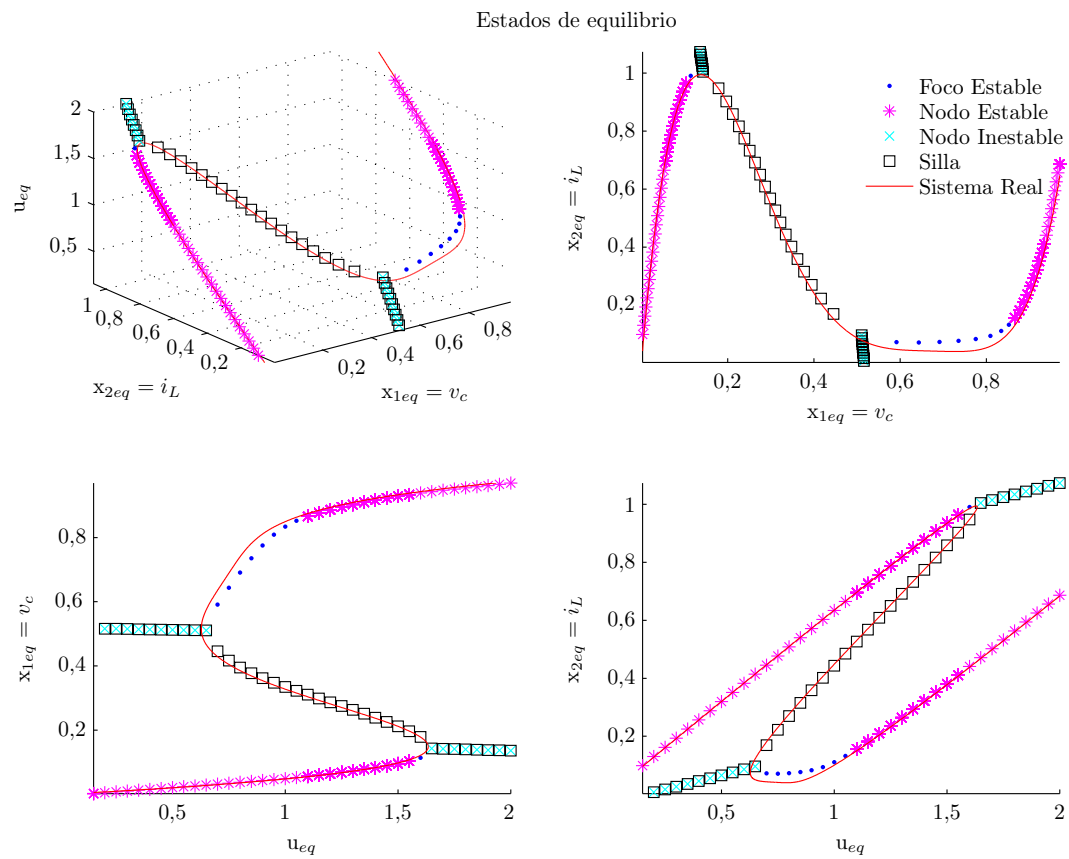 Estados de equilibrio
2
1,5
1
0,5
u_eq
1
0,8
0,6
0,4
0,2
0,2
0,4
0,6
0,8
x_2eq = i_L
x_1eq = v_c
1
0,8
0,6
0,4
0,2
x_2eq = i_L
0,2
0,4
0,6
0,8
x_1eq = v_c
Foco Estable
Nodo Estable
Nodo Inestable
Silla
Sistema Real
0,8
0,6
0,4
0,2
x_1eq = v_c
0,5
1
1,5
2
u_eq
1
0,8
0,6
0,4
0,2
x_2eq = i_L
0,5
1
1,5
2
u_eq